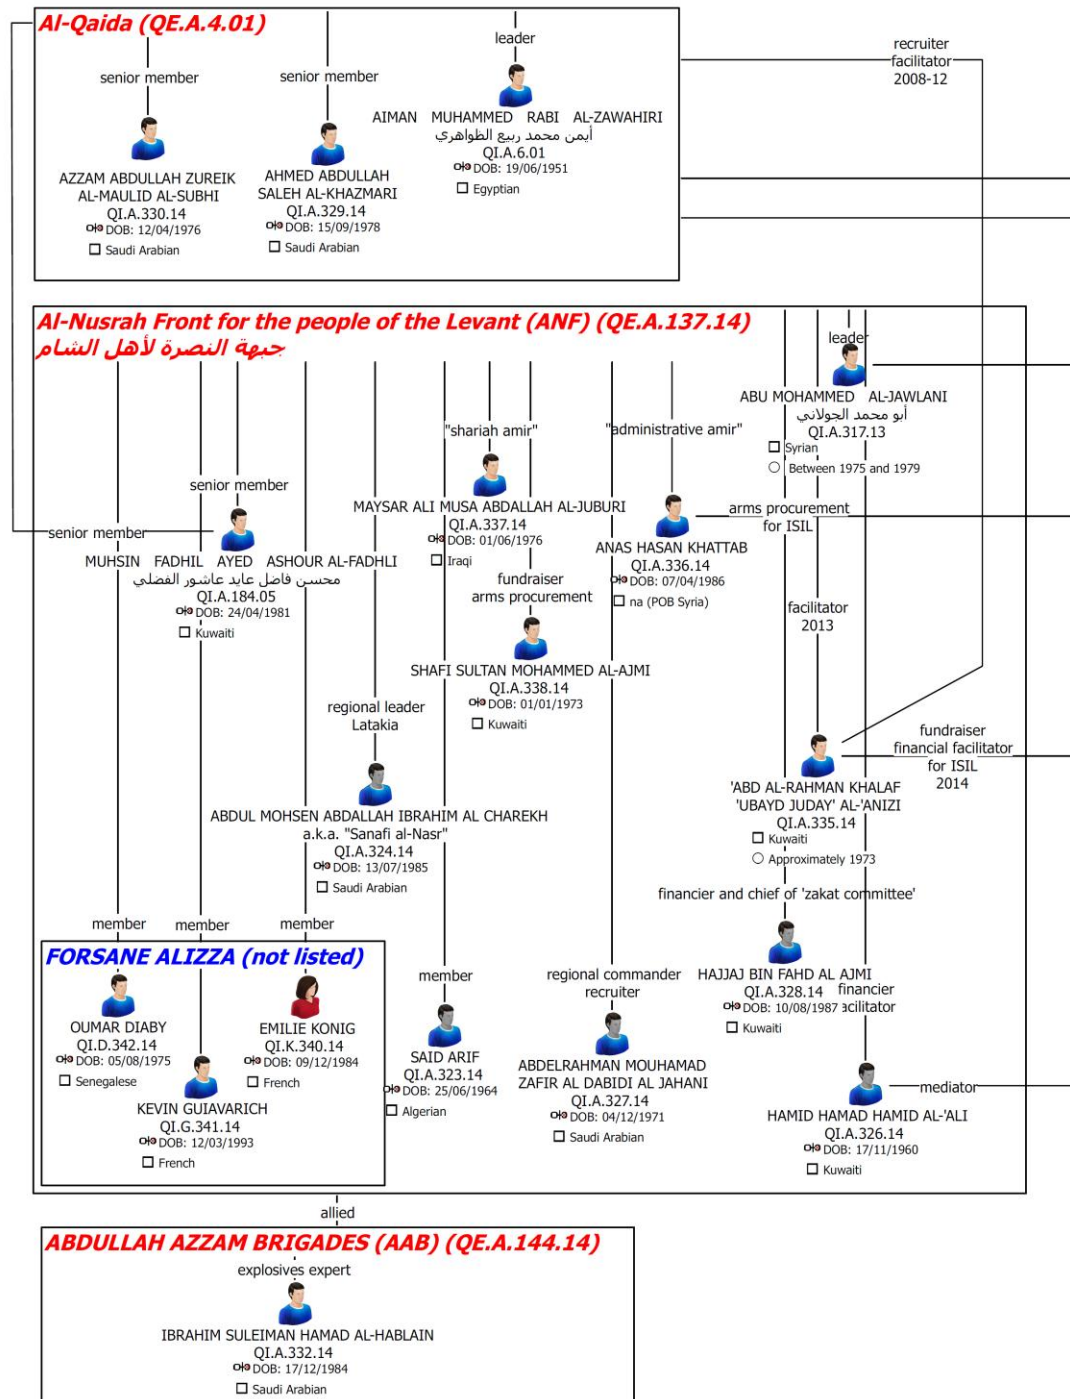 Al-Qaida (QE.A.4.01)
leader
senior member
senior member
recruiter
facilitator
2008-12
AIMAN MUHAMMED RABI AL-ZAWAHIRI
أيمن محمد ربيع الظواهري
QI.A.6.01
DOB: 19/06/1951
Egyptian
AZZAM ABDULLAH ZUREIK
AL-MAULID AL-SUBHI
QI.A.330.14
DOB: 12/04/1976
Saudi Arabian
AHMED ABDULLAH
SALEH AL-KHAZMARI
QI.A.329.14
DOB: 15/09/1978
Saudi Arabian
Al-Nusrah Front for the people of the Levant (ANF) (QE.A.137.14)
جبهة النصرة لأهل الشام
leader
ABU MOHAMMED AL-JAWLANI
أبو محمد الجولاني
QI.A.317.13
Syrian
Between 1975 and 1979
"shariah amir"
"administrative amir"
senior member
senior member
MUHSIN FADHIL AYED ASHOUR AL-FADHLI
محسن فاضل عايد عاشور الفضلي
QI.A.184.05
DOB: 24/04/1981
Kuwaiti
MAYSAR ALI MUSA ABDALLAH AL-JUBURI
QI.A.337.14
DOB: 01/06/1976
Iraqi
ANAS HASAN KHATTAB
QI.A.336.14
DOB: 07/04/1986
na (POB Syria)
arms procurement
for ISIL
fundraiser
arms procurement
SHAFI SULTAN MOHAMMED AL-AJMI
QI.A.338.14
DOB: 01/01/1973
Kuwaiti
facilitator
2013
regional leader
Latakia
ABDUL MOHSEN ABDALLAH IBRAHIM AL CHAREKH
a.k.a. "Sanafi al-Nasr"
QI.A.324.14
DOB: 13/07/1985
Saudi Arabian
fundraiser
financial facilitator
for ISIL
2014
'ABD AL-RAHMAN KHALAF
'UBAYD JUDAY' AL-'ANIZI
QI.A.335.14
Kuwaiti
Approximately 1973
financier and chief of 'zakat committee'
HAJJAJ BIN FAHD AL AJMI
QI.A.328.14
DOB: 10/08/1987
Kuwaiti
financier
facilitator
member
member
member
FORSANE ALIZZA (not listed)
OUMAR DIABY
QI.D.342.14
DOB: 05/08/1975
Senegalese
EMILIE KONIG
QI.K.340.14
DOB: 09/12/1984
French
KEVIN GUIAVARICH
QI.G.341.14
DOB: 12/03/1993
French
member
SAID ARIF
QI.A.323.14
DOB: 25/06/1964
Algerian
regional commander
recruiter
ABDELRAHMAN MOUHAMAD
ZAFIR AL DABIDI AL JAHANI
QI.A.327.14
DOB: 04/12/1971
Saudi Arabian
mediator
HAMID HAMAD HAMID AL-'ALI
QI.A.326.14
DOB: 17/11/1960
Kuwaiti
allied
ABDULLAH AZZAM BRIGADES (AAB) (QE.A.144.14)
explosives expert
IBRAHIM SULEIMAN HAMAD AL-HABLAIN
QI.A.332.14
DOB: 17/12/1984
Saudi Arabian